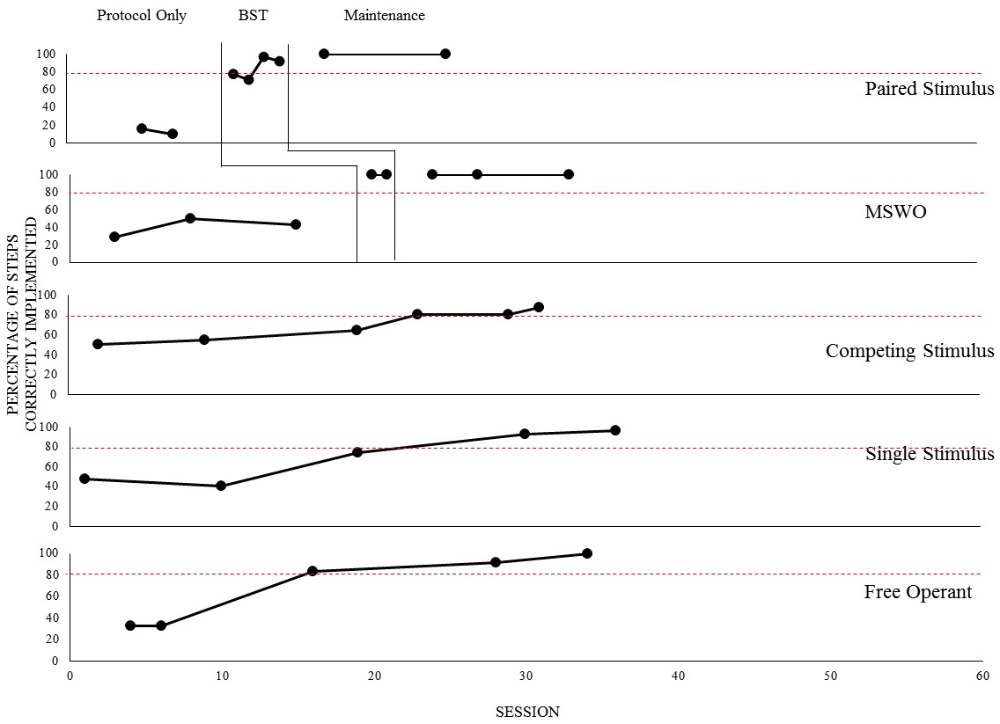 Protocol Only
BST
Maintenance
100
80
60
40
20
0
Paired Stimulus
100
80
60
40
20
0
MSWO
PERCENTAGE OF STEPS
CORRECTLY IMPLEMENTED
100
80
60
40
20
0
Competing Stimulus
100
80
60
40
20
0
Single Stimulus
100
80
60
40
20
0
Free Operant
0 10 20 30 40 50 60
SESSION